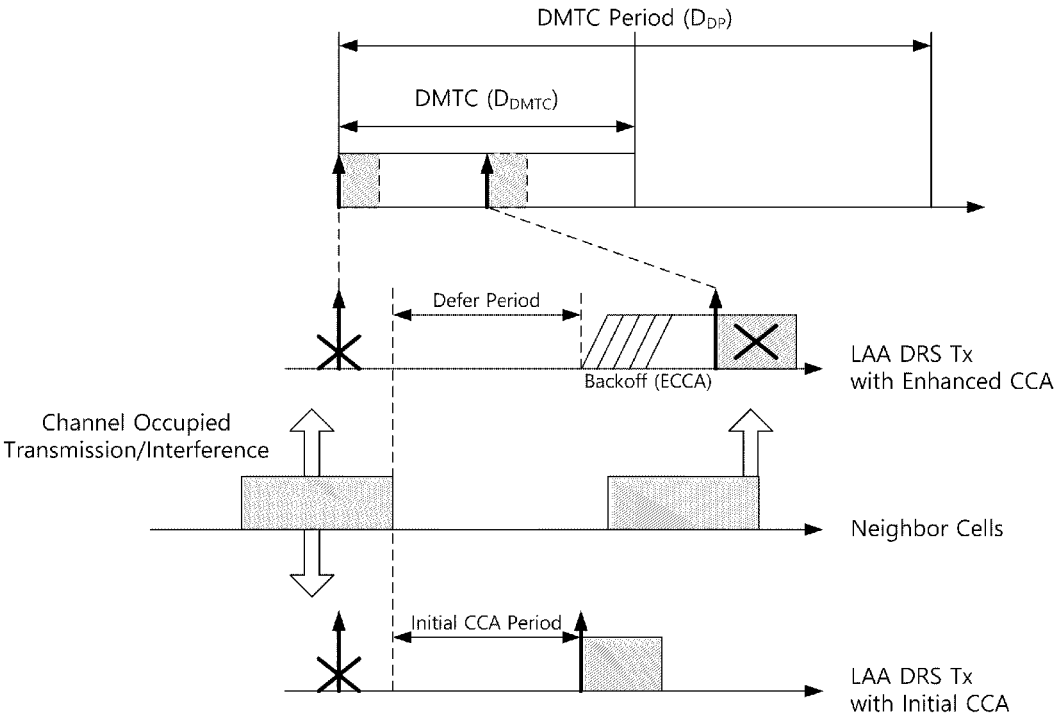 DMTC Period (DDP)
DMTC (DDMTC)
Defer Period
Backoff (ECCA)
LAA DRS Tx
with Enhanced CCA
Channel Occupied
Transmission/Interference
Neighbor Cells
Initial CCA Period
LAA DRS Tx
with Initial CCA